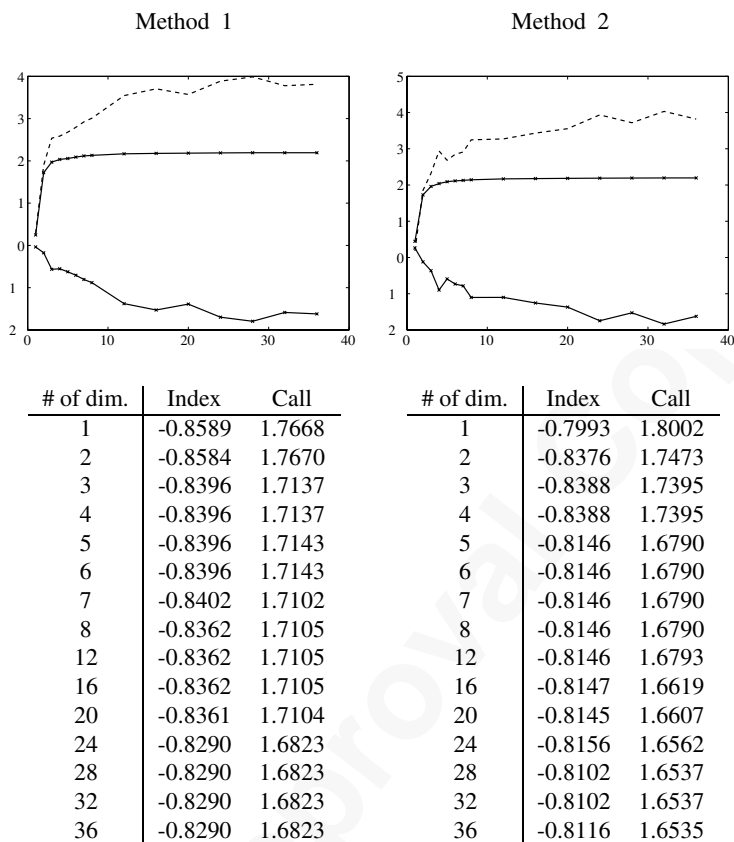 Method 1
Method 2
4
3
2
1
0
1
2
0
10
20
30
40
5
4
3
2
1
0
1
2
0
10
20
30
40
# of dim. Index Call
1 -0.8589 1.7668
2 -0.8584 1.7670
3 -0.8396 1.7137
4 -0.8396 1.7137
5 -0.8396 1.7143
6 -0.8396 1.7143
7 -0.8402 1.7102
8 -0.8362 1.7105
12 -0.8362 1.7105
16 -0.8362 1.7105
20 -0.8361 1.7104
24 -0.8290 1.6823
28 -0.8290 1.6823
32 -0.8290 1.6823
36 -0.8290 1.6823
# of dim. Index Call
1 -0.7993 1.8002
2 -0.8376 1.7473
3 -0.8388 1.7395
4 -0.8388 1.7395
5 -0.8146 1.6790
6 -0.8146 1.6790
7 -0.8146 1.6790
8 -0.8146 1.6790
12 -0.8146 1.6793
16 -0.8147 1.6619
20 -0.8145 1.6607
24 -0.8156 1.6562
28 -0.8102 1.6537
32 -0.8102 1.6537
36 -0.8116 1.6535